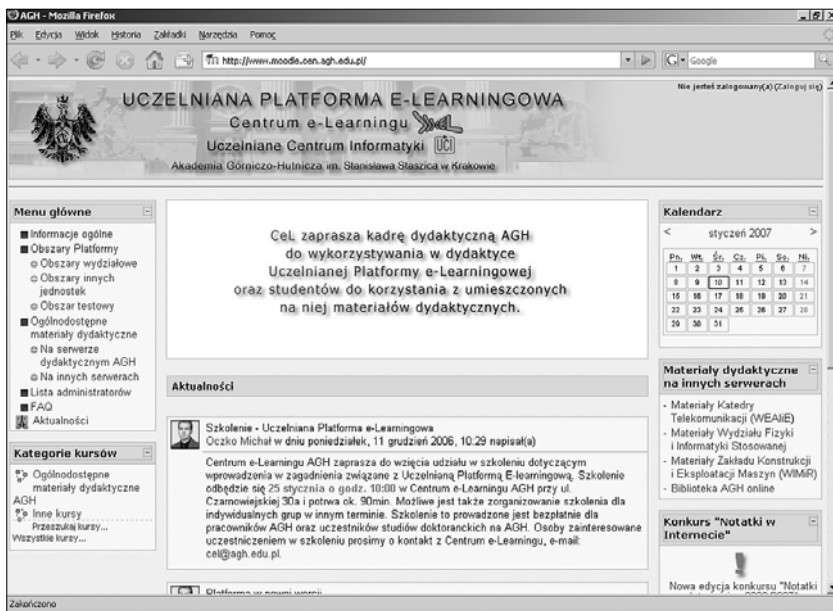 AGH - Mozilla Firefox
Plik Edycja Widok Historia Zakładki Narzędzia Pomoc
http://www.moodle.cen.agh.edu.pl/
Google
Nie jesteś zalogowany(a) (Zaloguj się)
UCZELNIANA PLATFORMA E-LEARNINGOWA
Centrum e-Learningu CeL
Uczelniane Centrum Informatyki UCI
Akademia Górniczo-Hutnicza im. Stanisława Staszica w Krakowie
Menu główne
Informacje ogólne
Obszary Platformy
Obszary wydziałowe
Obszary innych
jednostek
Obszar testowy
Ogólnodostępne
materiały dydaktyczne
Na serwerze
dydaktycznym AGH
Na innych serwerach
Lista administratorów
FAQ
Aktualności
Kategorie kursów
Ogólnodostępne
materiały dydaktyczne
AGH
Inne kursy
Przeszukaj kursy...
Wszystkie kursy...
CeL zaprasza kadrę dydaktyczną AGH
do wykorzystywania w dydaktyce
Uczelnianej Platformy e-Learningowej
oraz studentów do korzystania z umieszczonych
na niej materiałów dydaktycznych.
Aktualności
Szkolenie - Uczelniana Platforma e-Learningowa
Oczko Michał w dniu poniedziałek, 11 grudzień 2006, 10:29 napisał(a)
Centrum e-Learningu AGH zaprasza do wzięcia udziału w szkoleniu dotyczącym
wprowadzenia w zagadnienia związane z Uczelnianą Platformą E-learningową. Szkolenie
odbędzie się 25 stycznia o godz. 10:00 w Centrum e-Learningu AGH przy ul.
Czarnowiejskiej 30a i potrwa ok. 90min. Możliwe jest także zorganizowanie szkolenia dla
indywidualnych grup w innym terminie. Szkolenie to prowadzone jest bezpłatnie dla
pracowników AGH oraz uczestników studiów doktoranckich na AGH. Osoby zainteresowane
uczestniczeniem w szkoleniu prosimy o kontakt z Centrum e-Learningu, e-mail:
cel@agh.edu.pl.
Platforma w nowej wersji
Kalendarz
< styczeń 2007 >
Pn. Wt. Śr. Cz. Pt. So. Ni.
1 2 3 4 5 6 7
8 9 10 11 12 13 14
15 16 17 18 19 20 21
22 23 24 25 26 27 28
29 30 31
Materiały dydaktyczne
na innych serwerach
- Materiały Katedry
Telekomunikacji (WEAIiE)
- Materiały Wydziału Fizyki
i Informatyki Stosowanej
- Materiały Zakładu Konstrukcji
i Eksploatacji Maszyn (WIMiR)
- Biblioteka AGH online
Konkurs "Notatki w
Internecie"
Nowa edycja konkursu "Notatki
Zakończono